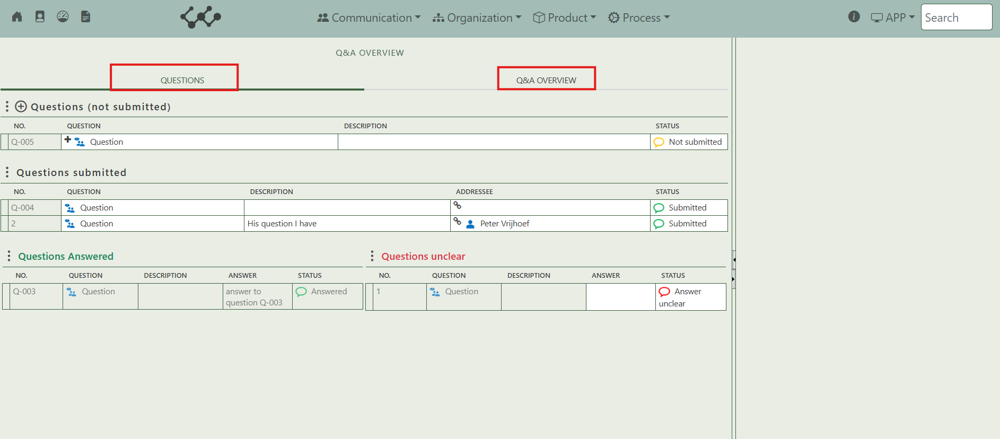 Communication Organization Product Process APP Search
Q&A OVERVIEW
QUESTIONS Q&A OVERVIEW
Questions (not submitted)
NO. QUESTION DESCRIPTION STATUS
Q-005 Question Not submitted
Questions submitted
NO. QUESTION DESCRIPTION ADDRESSEE STATUS
Q-004 Question Submitted
2 Question His question I have Peter Vrijhoef Submitted
Questions Answered
NO. QUESTION DESCRIPTION ANSWER STATUS
Q-003 Question answer to Answered
question Q-003
Questions unclear
NO. QUESTION DESCRIPTION ANSWER STATUS
1 Question Answer
unclear